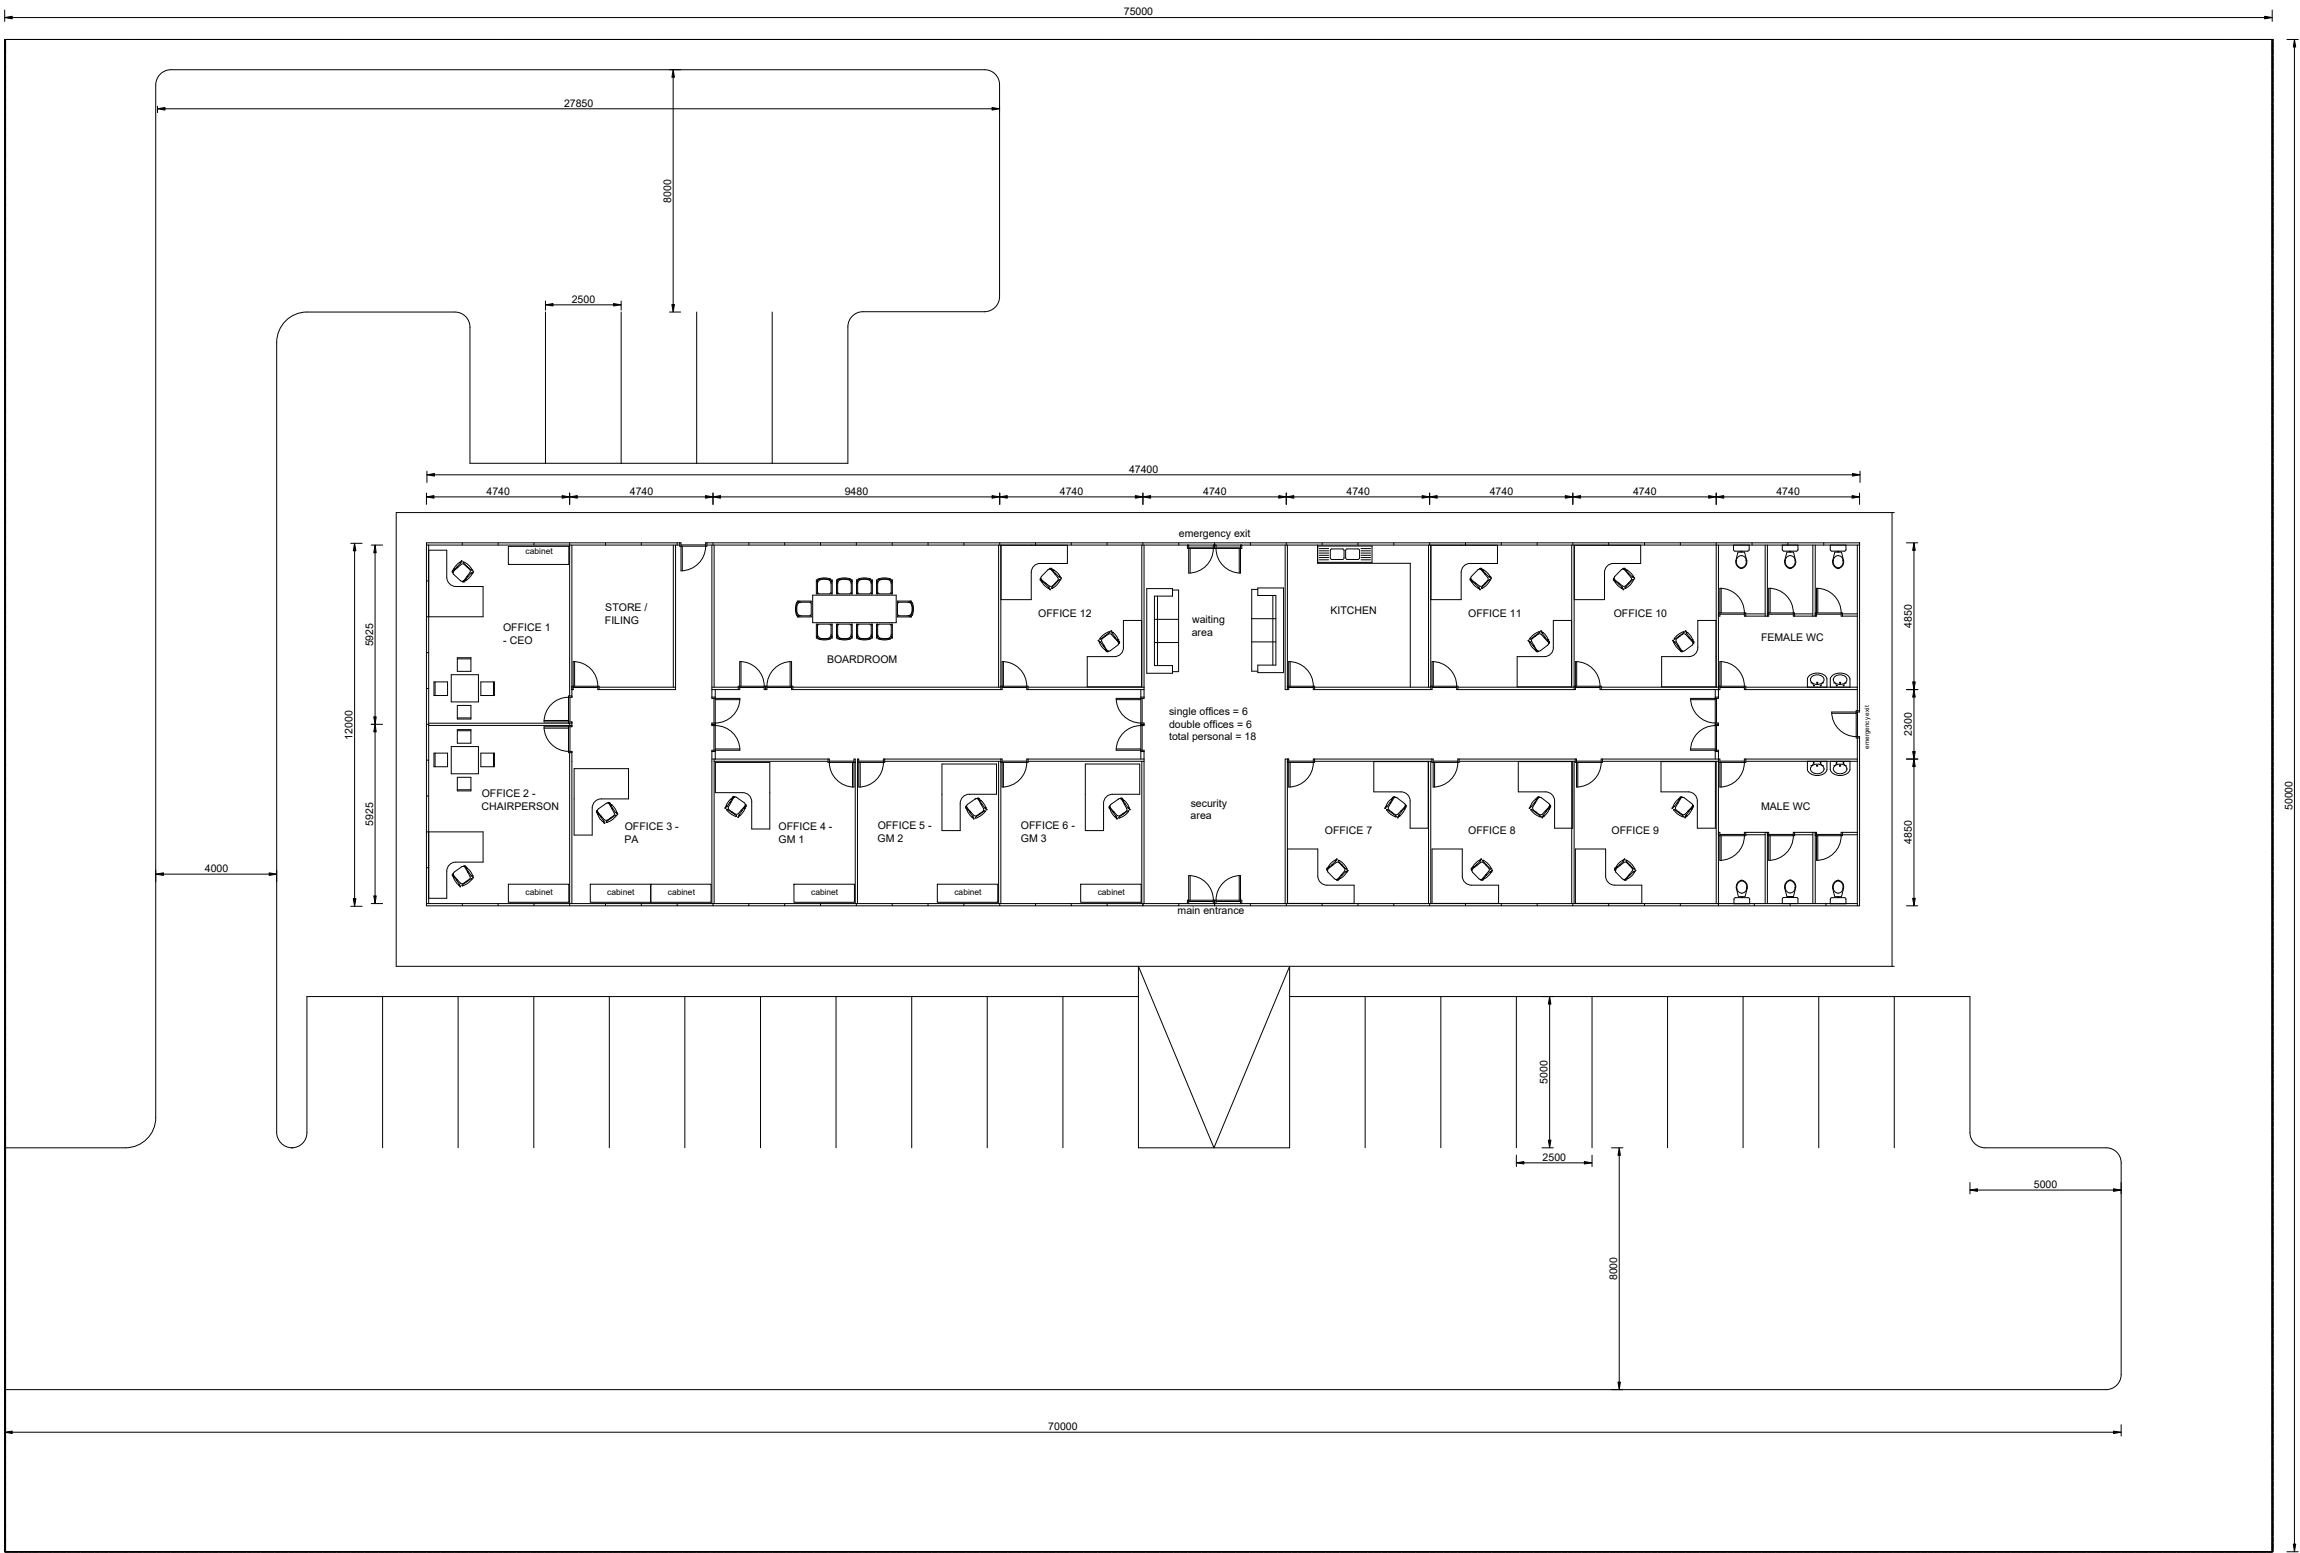 75000
27850
8000
2500
47400
4740
4740
9480
4740
4740
4740
4740
4740
4740
emergency exit
cabinet
STORE /
FILING
OFFICE 1
- CEO
BOARDROOM
OFFICE 12
waiting
area
KITCHEN
OFFICE 11
OFFICE 10
FEMALE WC
5925
4850
12000
single offices = 6
double offices = 6
total personal = 18
2300
emergency exit
5925
OFFICE 2 -
CHAIRPERSON
OFFICE 3 -
PA
OFFICE 4 -
GM 1
OFFICE 5 -
GM 2
OFFICE 6 -
GM 3
security
area
OFFICE 7
OFFICE 8
OFFICE 9
MALE WC
4850
50000
4000
cabinet
cabinet
cabinet
cabinet
cabinet
cabinet
main entrance
5000
2500
5000
8000
70000